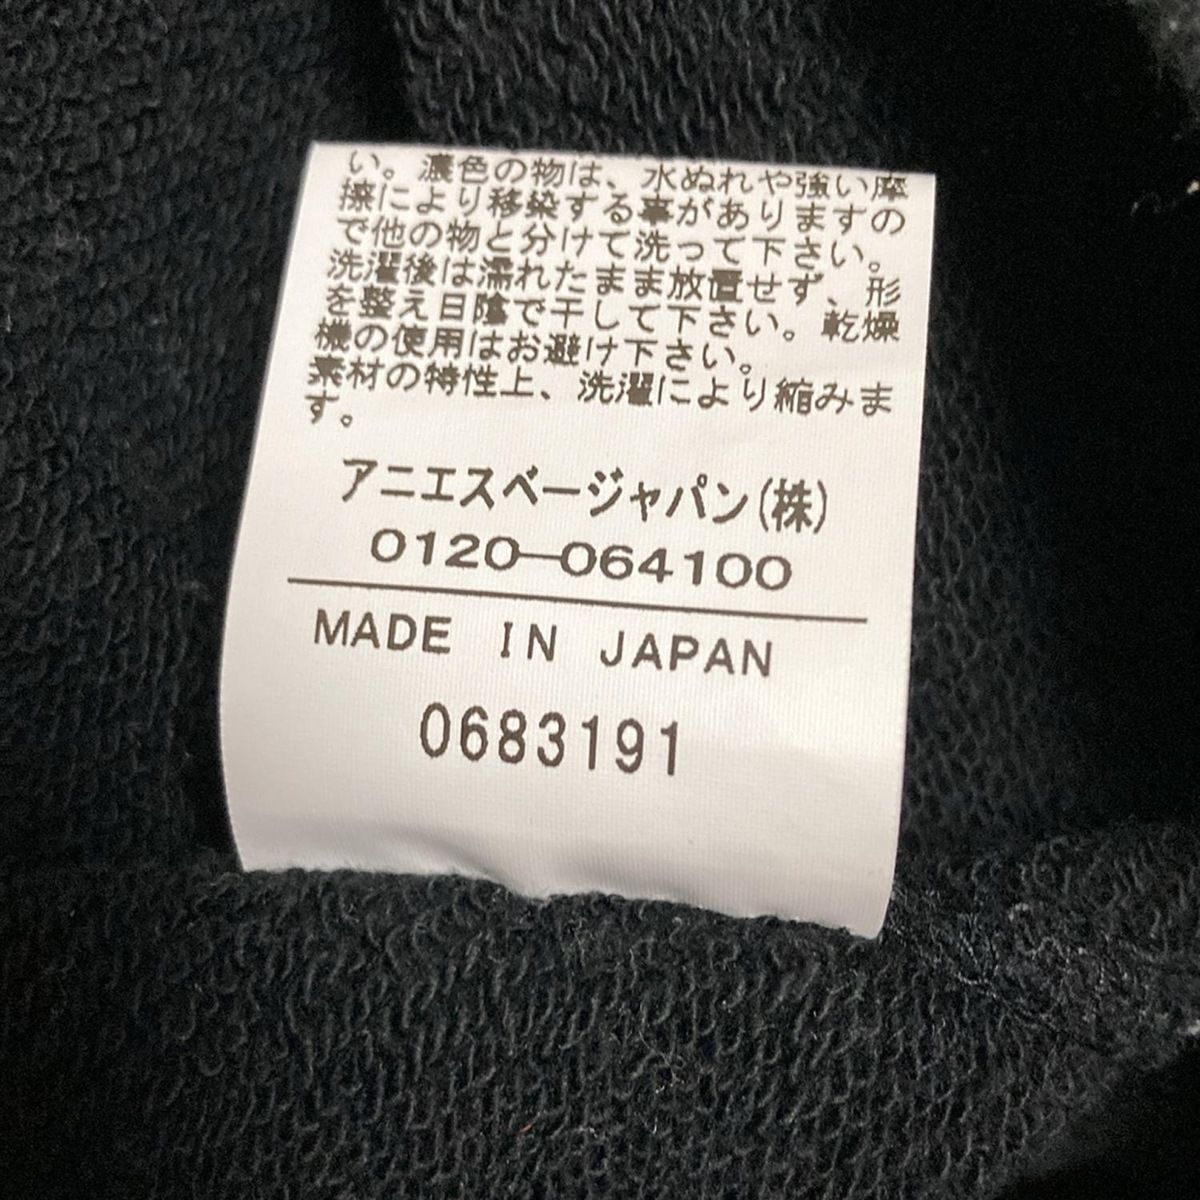 い。濃色の物は、水ぬれや強い摩
擦により移染する事がありますの
で他の物と分けて洗って下さい。
洗濯後は濡れたまま放置せず、形
を整え日陰で干して下さい。乾燥
機の使用はお避け下さい。
素材の特性上、洗濯により縮みま
す。
アニエスベージャパン(株)
0120-064100
MADE IN JAPAN
0683191